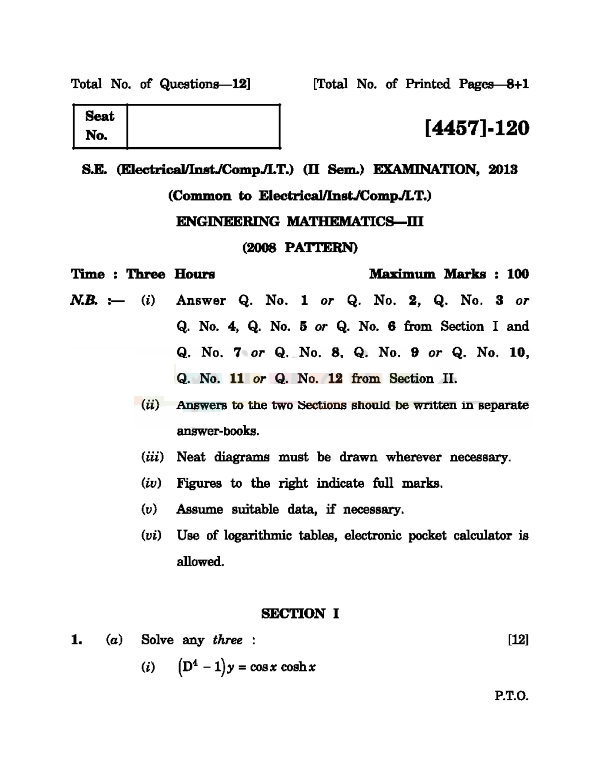 Total No. of Questions—12] [Total No. of Printed Pages—8+1
Seat
No.
[4457]-120
S.E. (Electrical/Inst./Comp./I.T.) (II Sem.) EXAMINATION, 2013
(Common to Electrical/Inst./Comp./I.T.)
ENGINEERING MATHEMATICS—III
(2008 PATTERN)
Time : Three Hours Maximum Marks : 100
N.B. :— (i) Answer Q. No. 1 or Q. No. 2, Q. No. 3 or
Q. No. 4, Q. No. 5 or Q. No. 6 from Section I and
Q. No. 7 or Q. No. 8, Q. No. 9 or Q. No. 10,
Q. No. 11 or Q. No. 12 from Section II.
(ii) Answers to the two Sections should be written in separate
answer-books.
(iii) Neat diagrams must be drawn wherever necessary.
(iv) Figures to the right indicate full marks.
(v) Assume suitable data, if necessary.
(vi) Use of logarithmic tables, electronic pocket calculator is
allowed.
SECTION I
1. (a) Solve any three : [12]
(i) (D⁴ – 1) y = cos x cosh x
P.T.O.